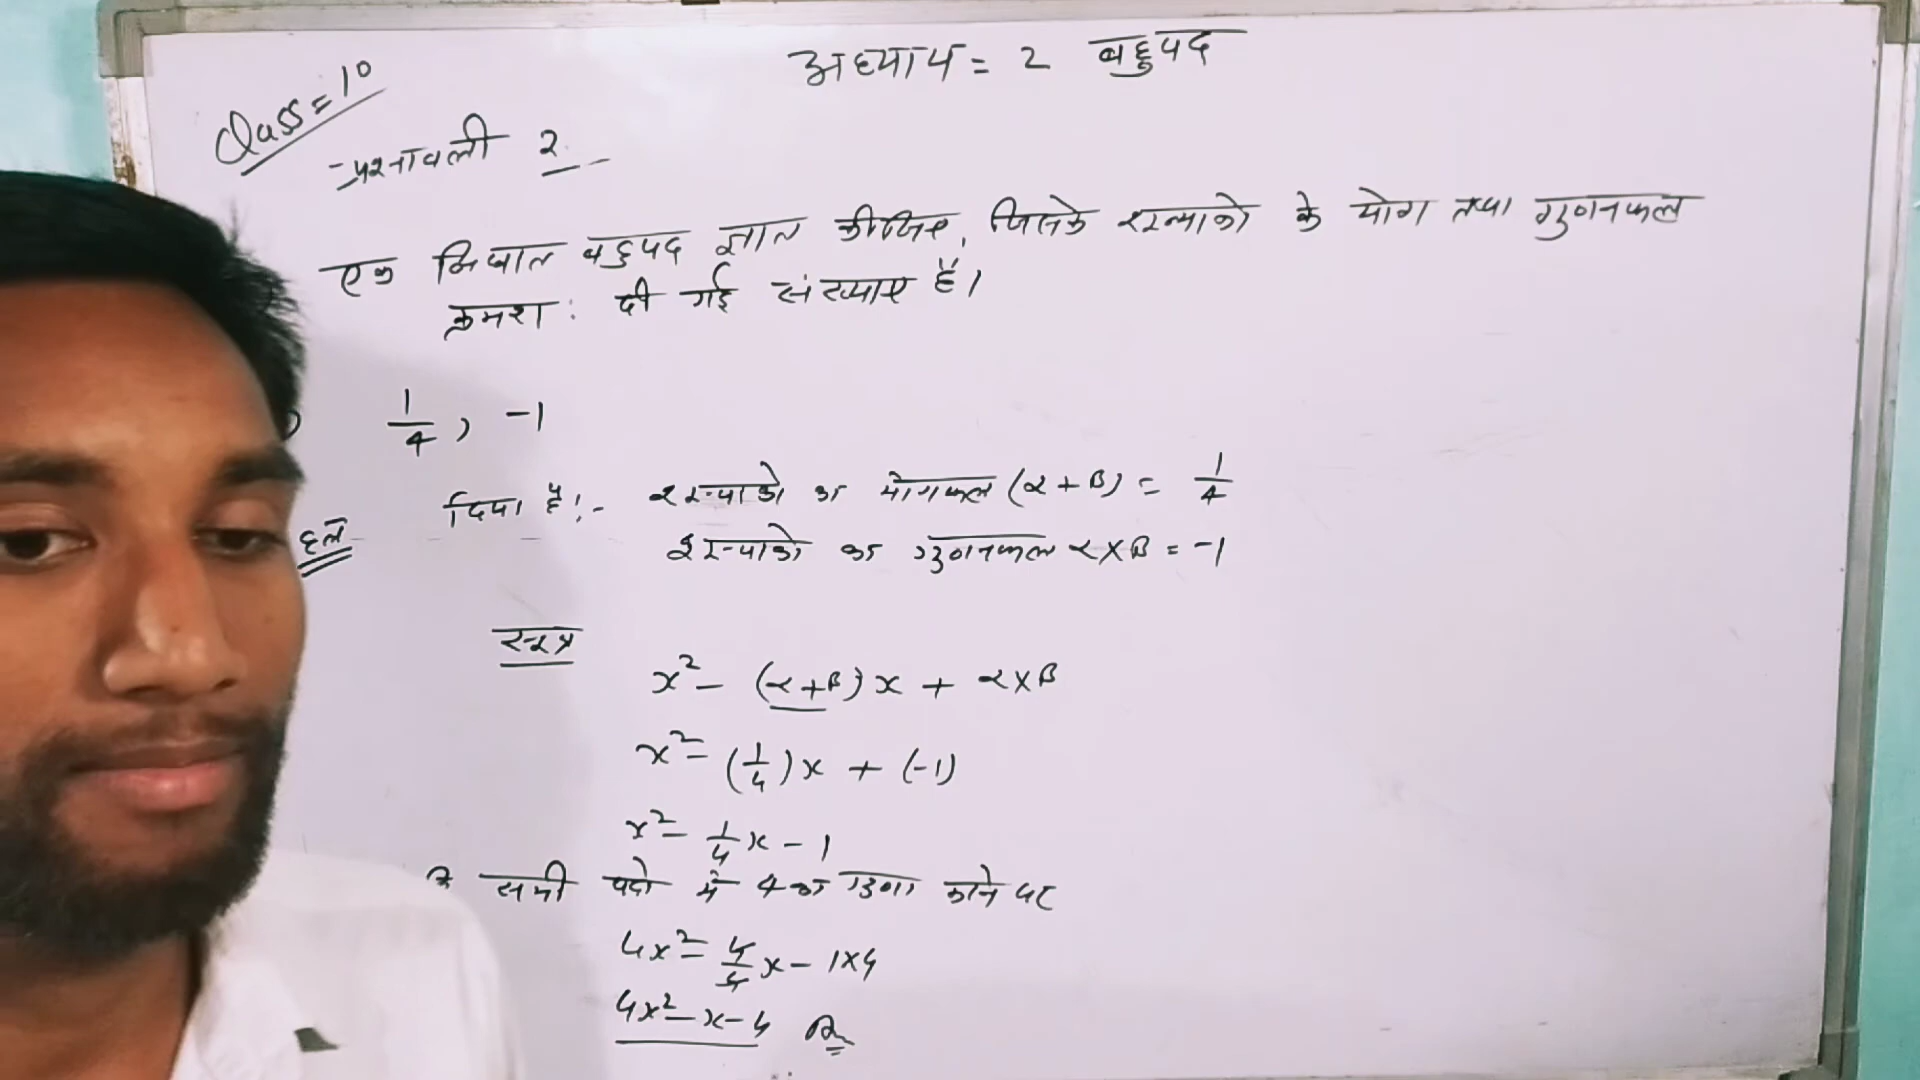 अध्याय = 2 बहुपद
Class = 10
प्रश्नावली 2
एक द्विघात बहुपद ज्ञात कीजिए, जिसके शून्यको के योग तथा गुणनफल
क्रमश: दी गई संख्याए हैं।
1/4, -1
हल दिया है:- शून्याको का योगफल (α + β) = 1/4
शून्याको का गुणनफल α×β = -1
सूत्र
x² - (α+β)x + α×β
x² - (1/4)x + (-1)
x² - 1/4 x - 1
सभी पदो में 4 का गुणा करने पर
4x² - 4/4 x - 1×4
4x² - x - 4